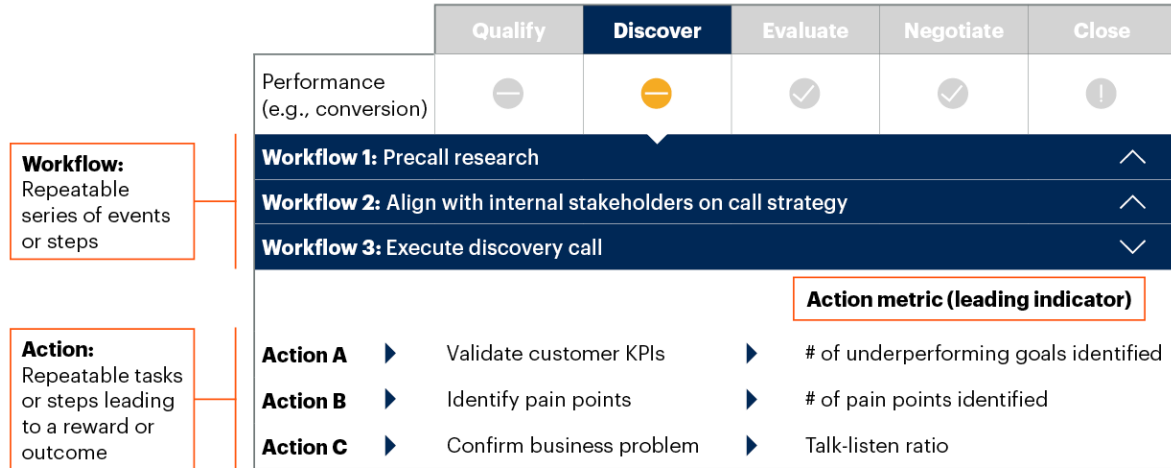 Qualify
Discover
Evaluate
Negotiate
Close
Performance
(e.g., conversion)
Workflow:
Repeatable
series of events
or steps
Workflow 1: Precall research
Workflow 2: Align with internal stakeholders on call strategy
Workflow 3: Execute discovery call
Action metric (leading indicator)
Action:
Repeatable tasks
or steps leading
to a reward or
outcome
Action A Validate customer KPIs # of underperforming goals identified
Action B Identify pain points # of pain points identified
Action C Confirm business problem Talk-listen ratio